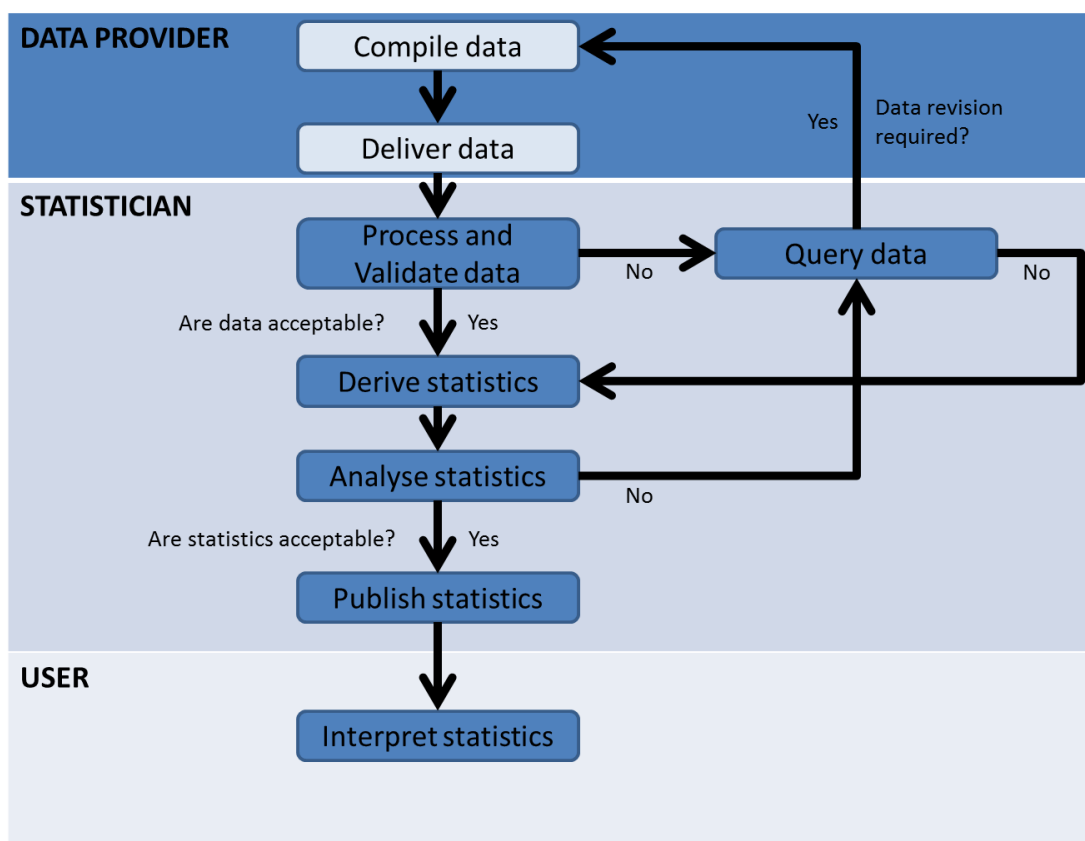 DATA PROVIDER
Compile data
Yes
Data revision
required?
Deliver data
STATISTICIAN
Process and
Validate data
No
Query data
No
Are data acceptable?
Yes
Derive statistics
Analyse statistics
No
Are statistics acceptable?
Yes
Publish statistics
USER
Interpret statistics